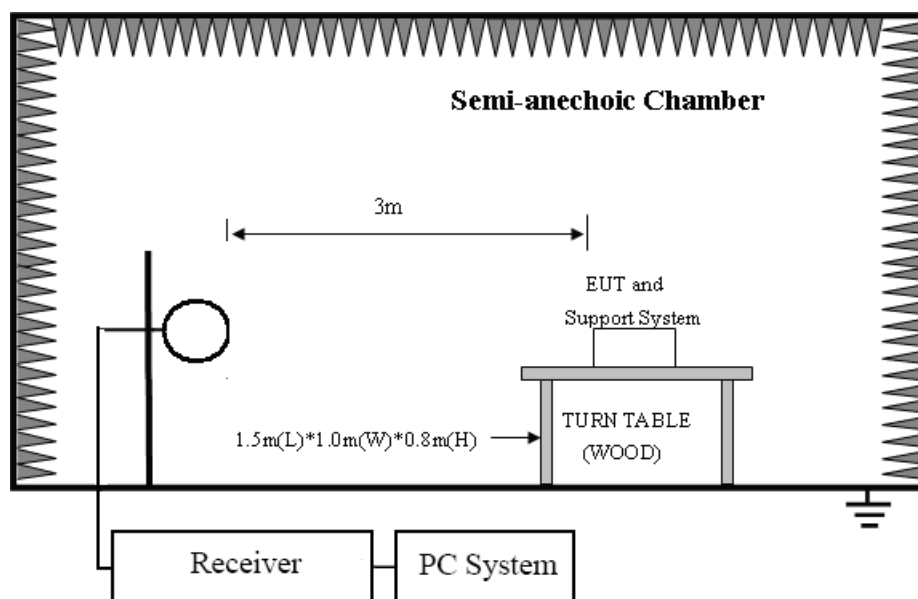 Semi-anechoic Chamber
3m
EUT and
Support System
1.5m(L)*1.0m(W)*0.8m(H)
TURN TABLE
(WOOD)
Receiver
PC System